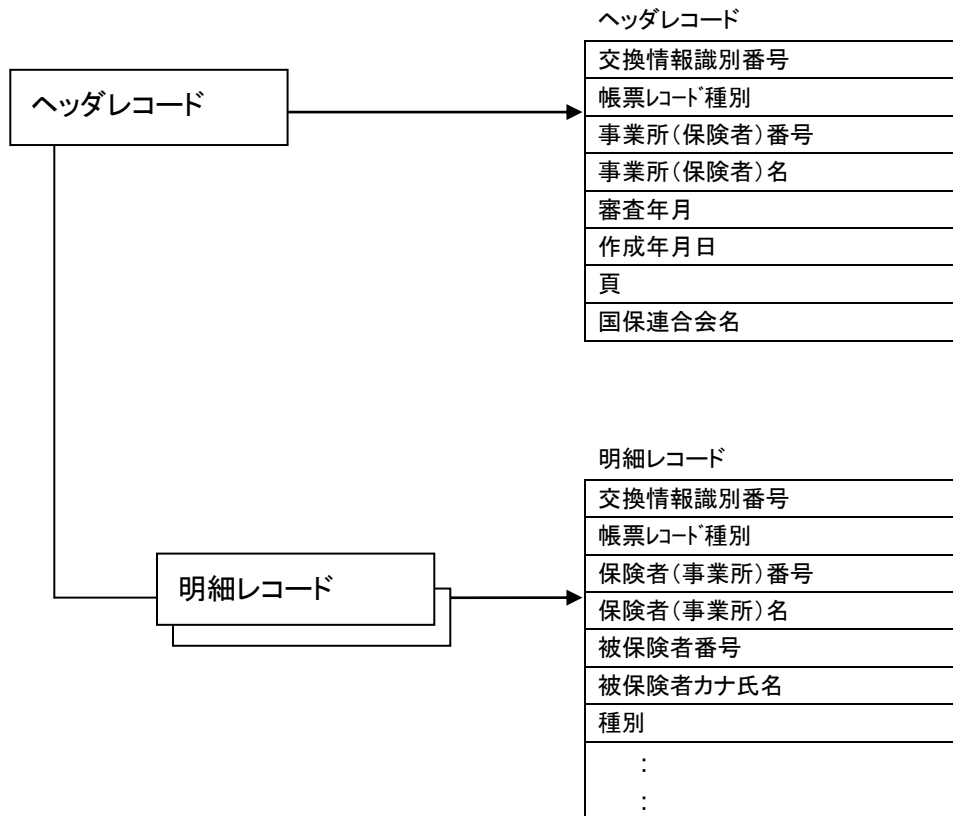 ヘッダレコード
ヘッダレコード
交換情報識別番号
帳票ﾚｺｰﾄﾞ種別
事業所(保険者)番号
事業所(保険者)名
審査年月
作成年月日
頁
国保連合会名
明細レコード
明細レコード
交換情報識別番号
帳票ﾚｺｰﾄﾞ種別
保険者(事業所)番号
保険者(事業所)名
被保険者番号
被保険者カナ氏名
種別
:
: